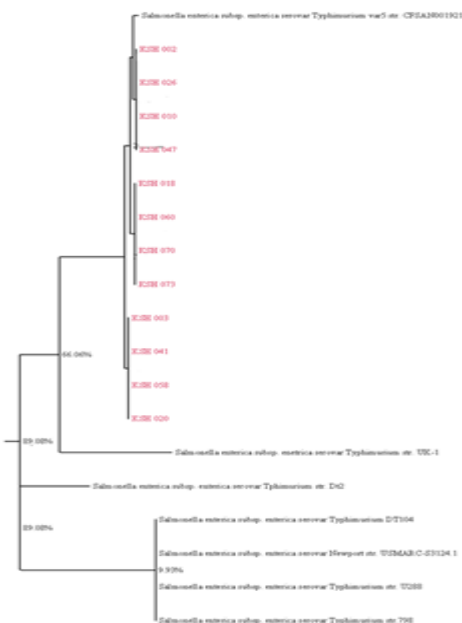 Salmonella enterica subsp. enterica serovar Typhimurium var5 str. CFSAN001921
KSH 002
KSH 026
KSH 010
KSH 047
KSH 018
KSH 060
KSH 070
KSH 073
KSH 003
KSH 041
66.06%
KSH 058
KSH 020
89.08%
Salmonella enterica subsp. enetrica serovar Typhimurium str. UK-1
Salmonella enterica subsp. enterica serovar Tphimurium str. Dt2
Salmonella enterica subsp. enterica serovar Typhimurium DT104
89.08%
Salmonella enterica subsp. enterica serovar Newport str. USMARC-S3124.1
9.93%
Salmonella enterica subsp. enterica serovar Typhimurium str. U288
Salmonella enterica subsp. enterica serovar Typhimurium str 798